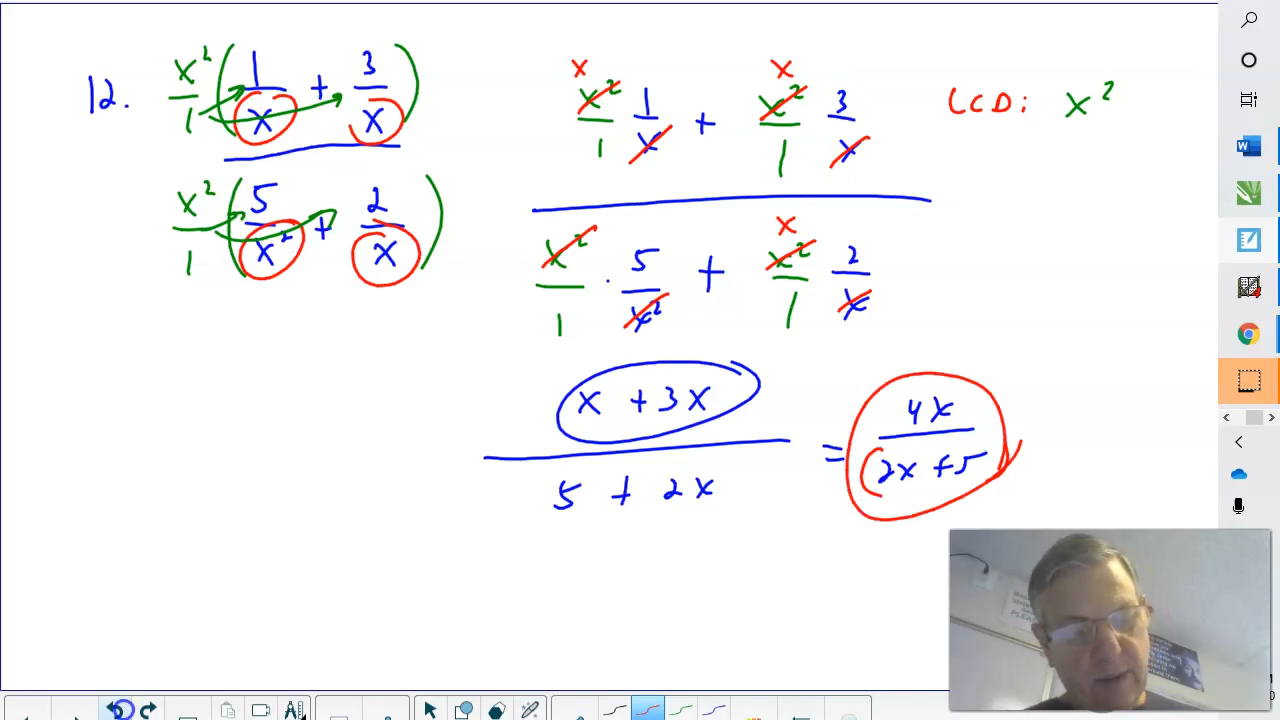 12. x²/1 ( 1/x + 3/x )
x²/1 ( 5/x² + 2/x )
x x
x²/1 1/x + x²/1 3/x
x
x²/1 · 5/x² + x²/1 2/x
LCD: x²
x + 3x
5 + 2x
= 4x
(2x + 5)
PLEA